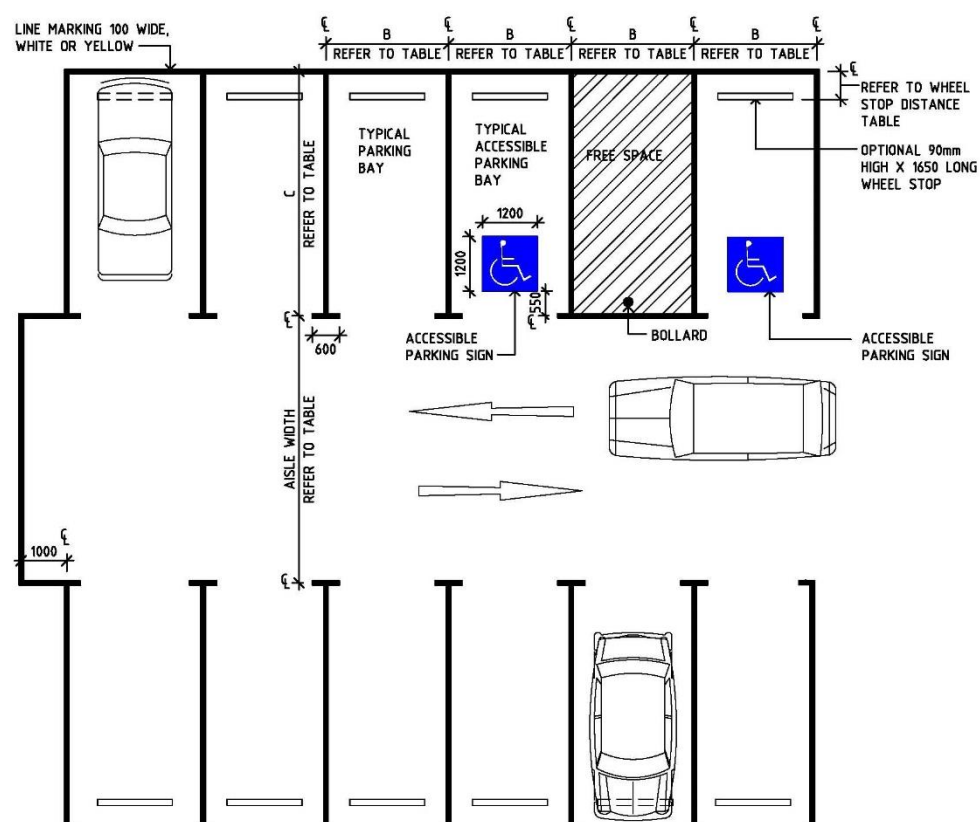 LINE MARKING 100 WIDE,
WHITE OR YELLOW
℄ ℄ ℄ ℄ ℄
B B B B
REFER TO TABLE REFER TO TABLE REFER TO TABLE REFER TO TABLE
℄
REFER TO WHEEL
STOP DISTANCE
TABLE
OPTIONAL 90mm
HIGH X 1650 LONG
WHEEL STOP
C
REFER TO TABLE
TYPICAL
PARKING
BAY
TYPICAL
ACCESSIBLE
PARKING
BAY
FREE SPACE
1200
1200
550
℄
℄
600
ACCESSIBLE
PARKING SIGN
BOLLARD
ACCESSIBLE
PARKING SIGN
AISLE WIDTH
REFER TO TABLE
℄
1000
℄